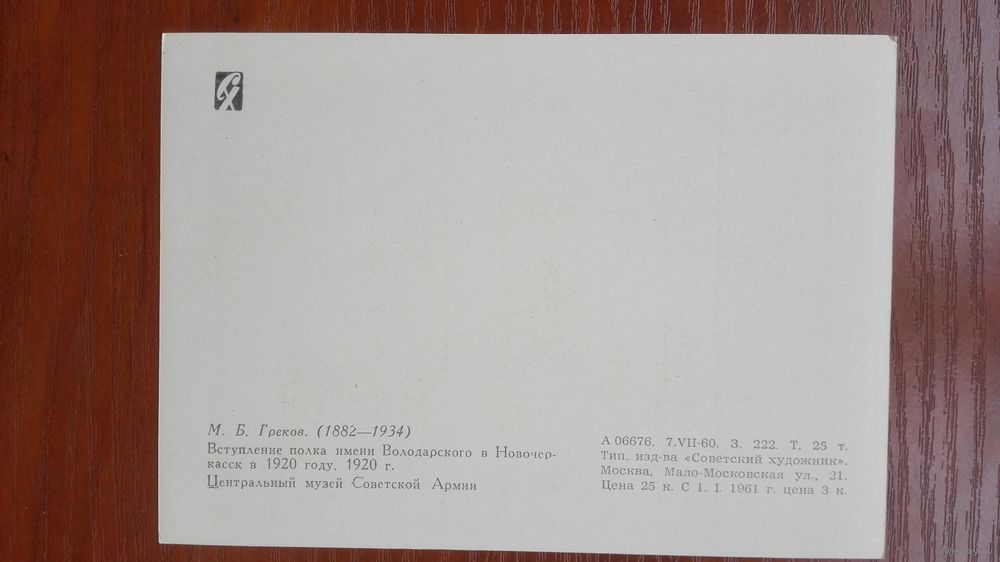 СХ
М. Б. Греков. (1882—1934)
Вступление полка имени Володарского в Новочер-
касск в 1920 году. 1920 г.
Центральный музей Советской Армии
А 06676. 7.VII-60. З. 222. Т. 25 т.
Тип. изд-ва «Советский художник».
Москва, Мало-Московская ул., 21.
Цена 25 к. С 1. I. 1961 г. цена 3 к.